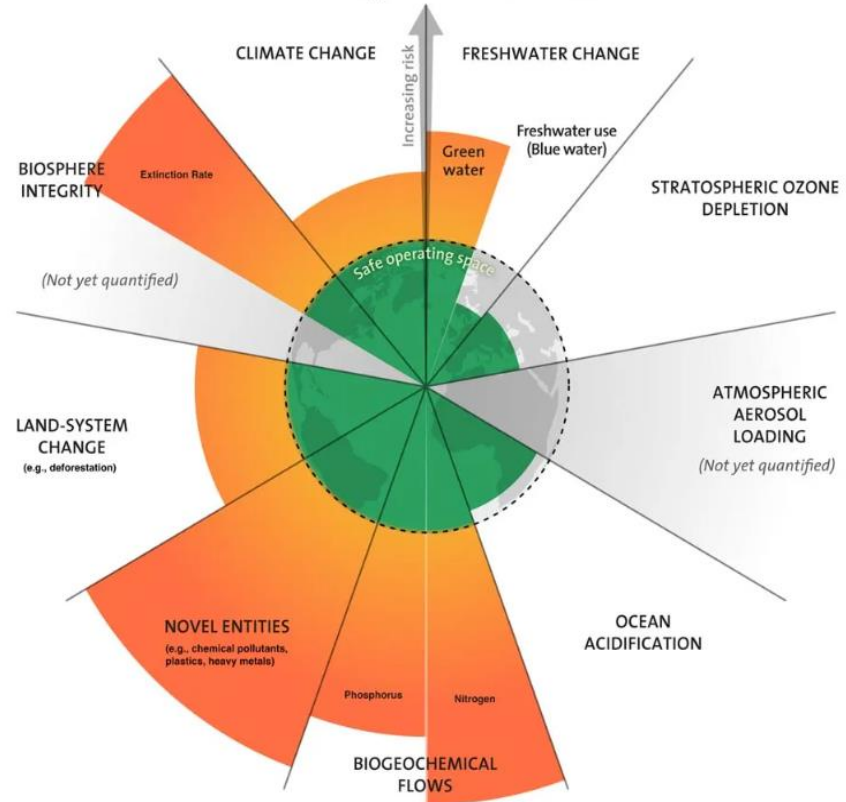 CLIMATE CHANGE
FRESHWATER CHANGE
Increasing risk
Green
water
Freshwater use
(Blue water)
BIOSPHERE
INTEGRITY
Extinction Rate
(Not yet quantified)
STRATOSPHERIC OZONE
DEPLETION
Safe operating space
ATMOSPHERIC
AEROSOL
LOADING
(Not yet quantified)
LAND-SYSTEM
CHANGE
(e.g., deforestation)
NOVEL ENTITIES
(e.g., chemical pollutants,
plastics, heavy metals)
OCEAN
ACIDIFICATION
Phosphorus
Nitrogen
BIOGEOCHEMICAL
FLOWS